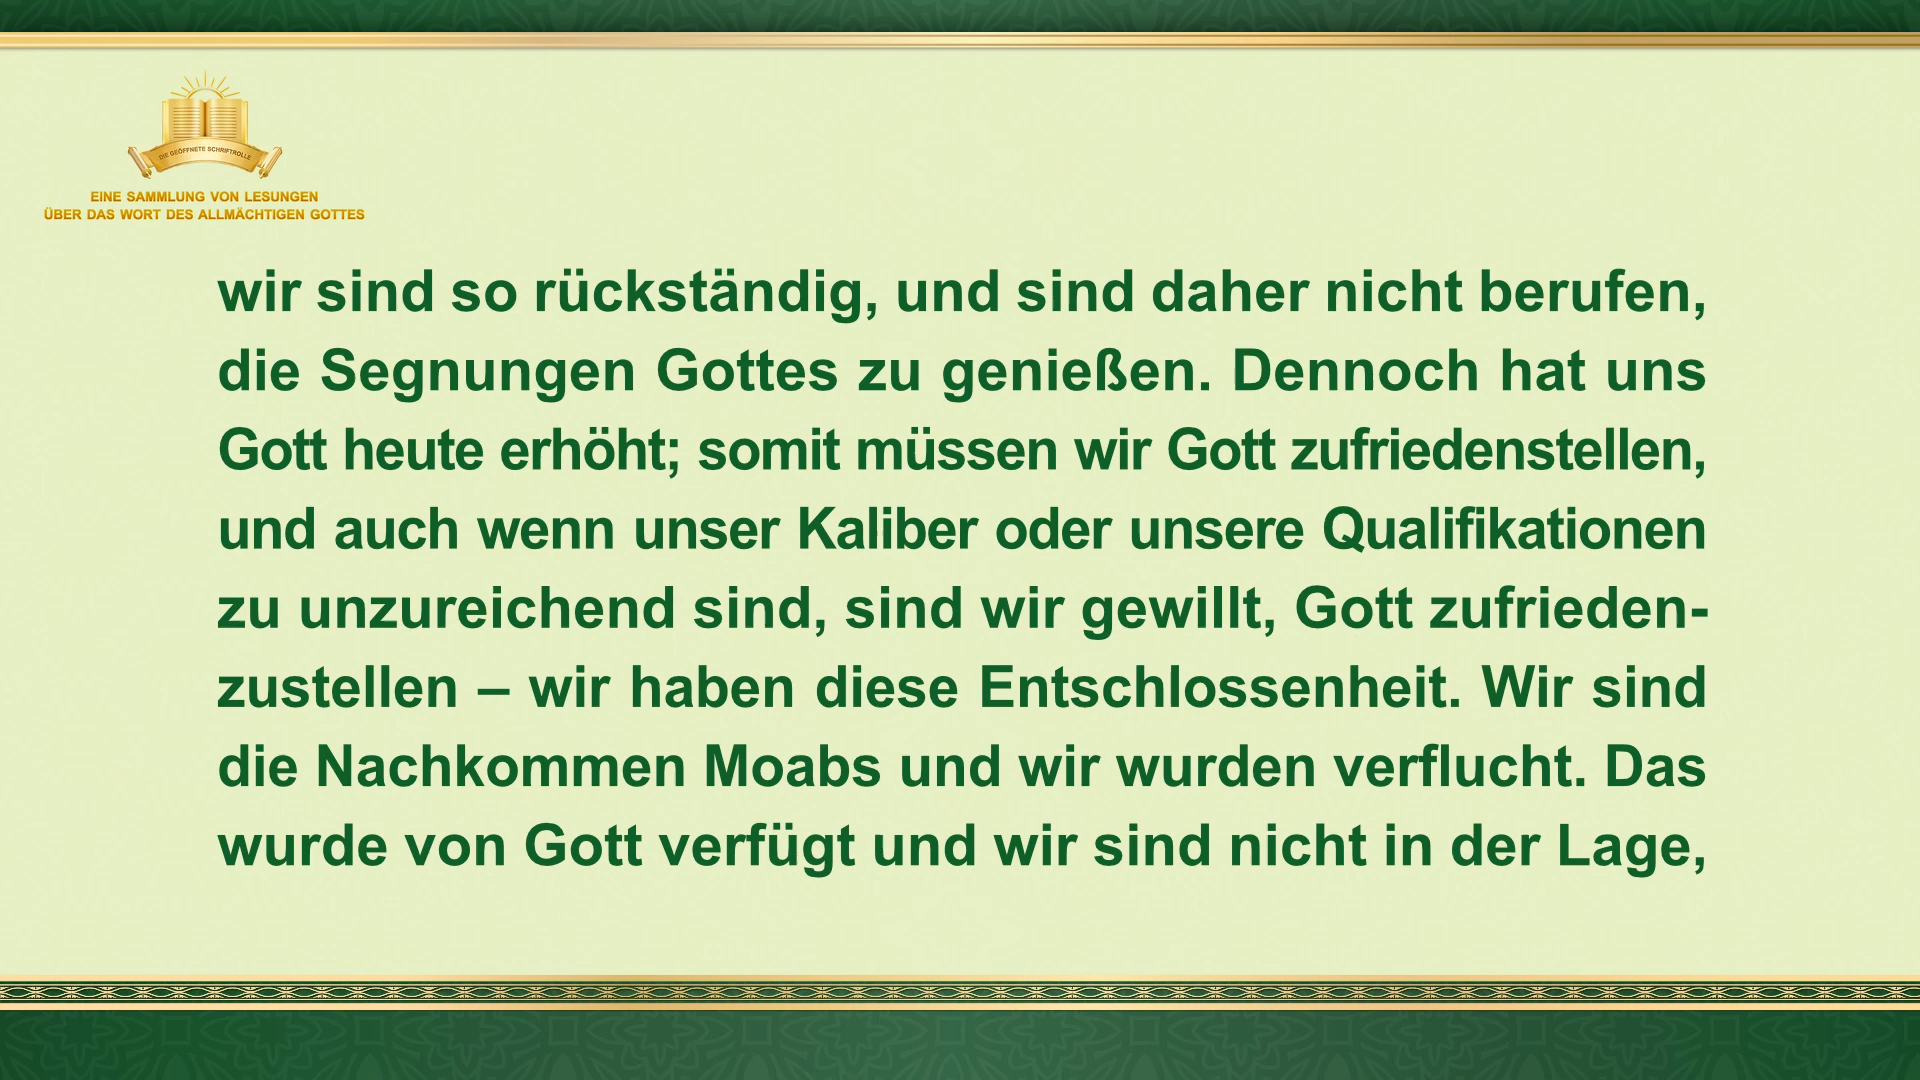 DIE GEÖFFNETE SCHRIFTROLLE
EINE SAMMLUNG VON LESUNGEN
ÜBER DAS WORT DES ALLMÄCHTIGEN GOTTES
wir sind so rückständig, und sind daher nicht berufen,
die Segnungen Gottes zu genießen. Dennoch hat uns
Gott heute erhöht; somit müssen wir Gott zufriedenstellen,
und auch wenn unser Kaliber oder unsere Qualifikationen
zu unzureichend sind, sind wir gewillt, Gott zufrieden-
zustellen – wir haben diese Entschlossenheit. Wir sind
die Nachkommen Moabs und wir wurden verflucht. Das
wurde von Gott verfügt und wir sind nicht in der Lage,